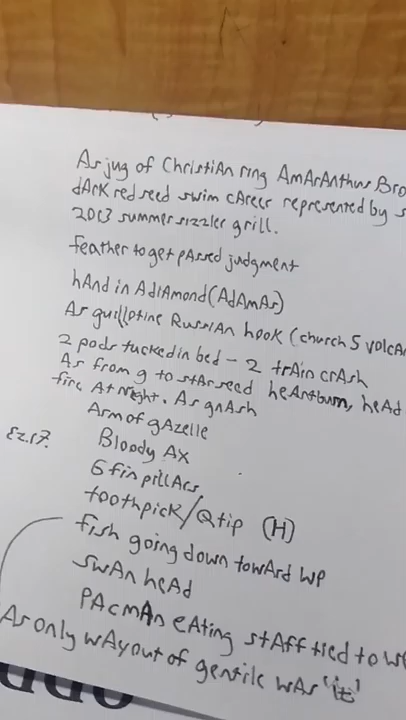 As jug of Christian ring Amaranthus Bro
dark red seed swim career represented by s
2013 summer sizzler grill.
feather to get passed judgment
hand in Adiamond (Adamas)
As guillotine Russian hook (church 5 volcan
2 pods tucked in bed - 2 train crash
As from g to starseed heartburn, head
fire At night. As gnash
Arm of gazelle
Ez.17.
Bloody Ax
6 fin pillars
toothpick/Qtip (H)
fish going down toward wp
swan head
Pacman eating staff tied to w
As only way out of gentile was 'it'